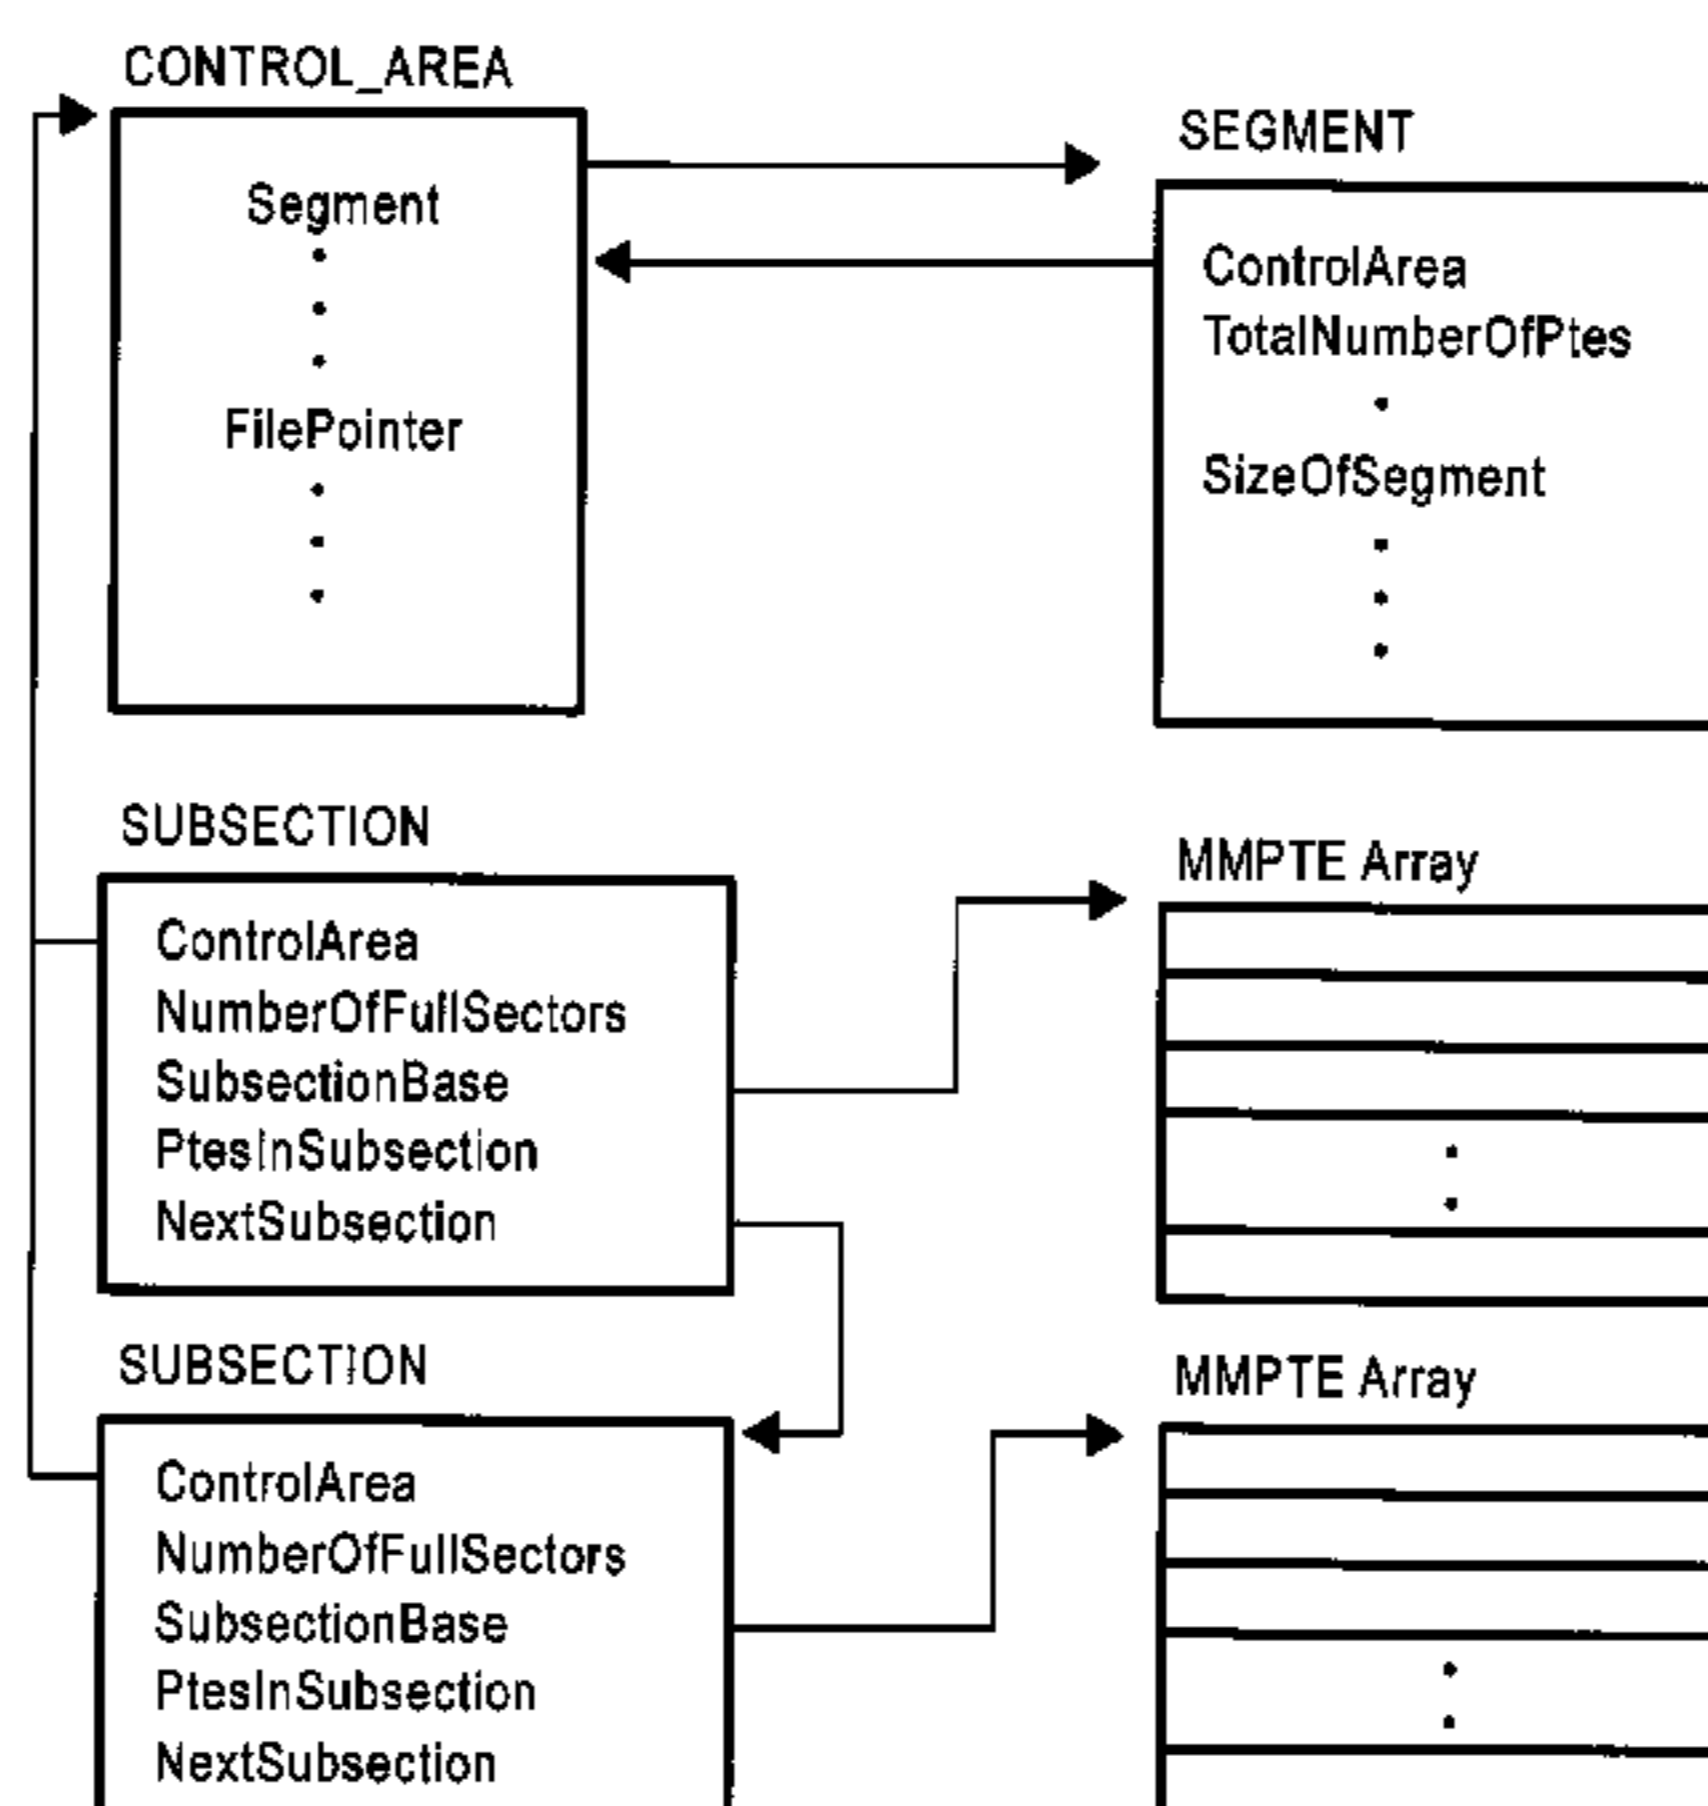 CONTROL_AREA
Segment
FilePointer
SEGMENT
ControlArea
TotalNumberOfPtes
SizeOfSegment
SUBSECTION
ControlArea
NumberOfFullSectors
SubsectionBase
PtesInSubsection
NextSubsection
MMPTE Array
SUBSECTION
ControlArea
NumberOfFullSectors
SubsectionBase
PtesInSubsection
NextSubsection
MMPTE Array